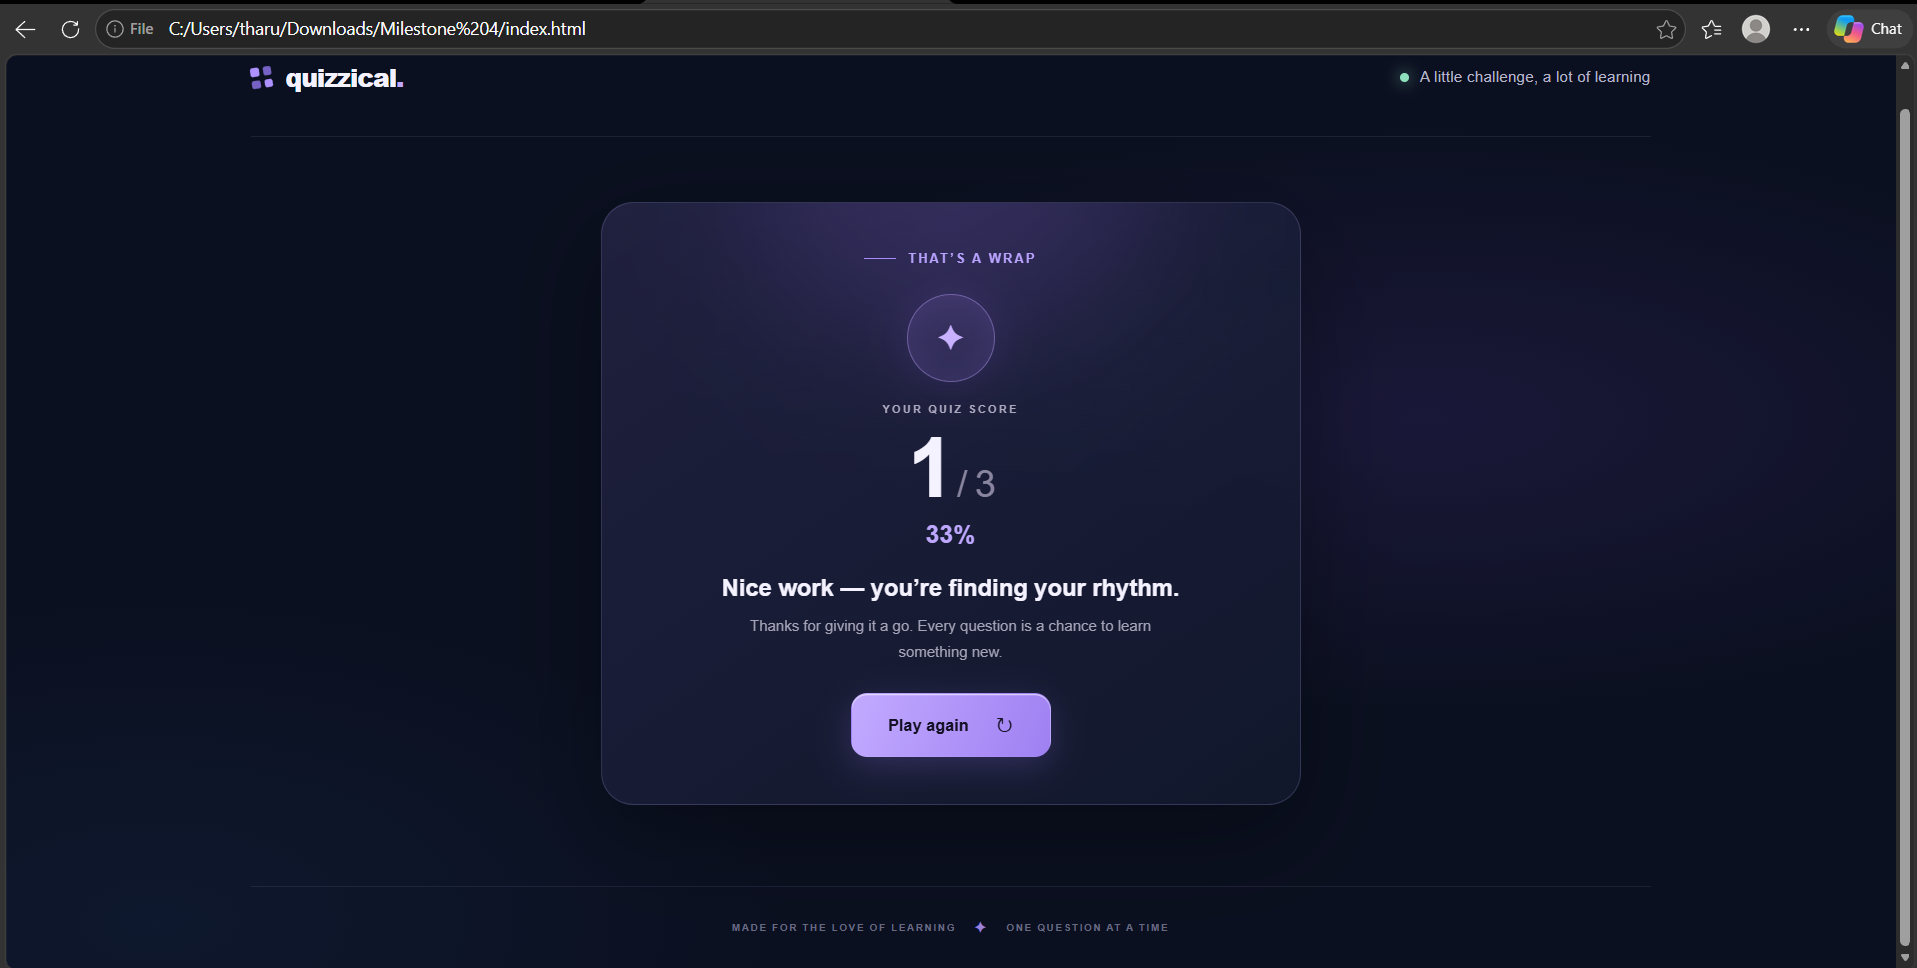 File C:/Users/tharu/Downloads/Milestone%204/index.html
Chat
quizzical.
A little challenge, a lot of learning
THAT’S A WRAP
YOUR QUIZ SCORE
1 / 3
33%
Nice work — you’re finding your rhythm.
Thanks for giving it a go. Every question is a chance to learn
something new.
Play again
MADE FOR THE LOVE OF LEARNING ONE QUESTION AT A TIME